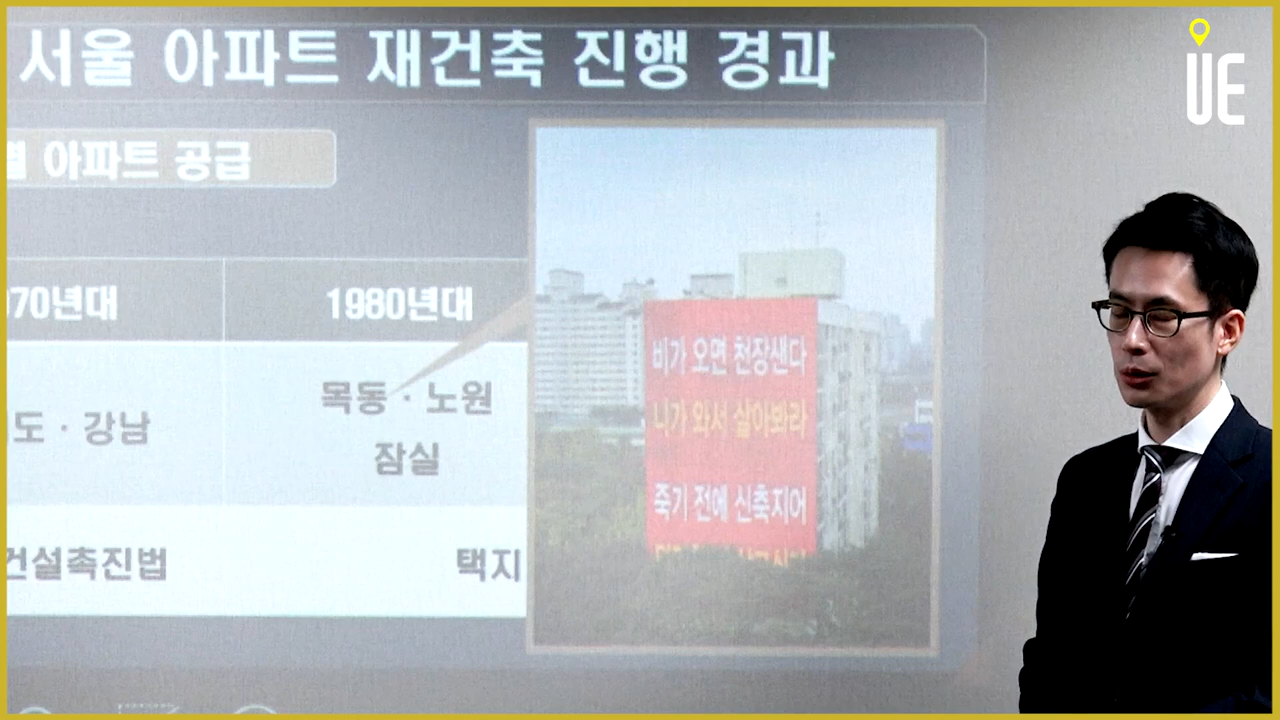 서울 아파트 재건축 진행 경과
UE
아파트 공급
70년대
1980년대
도 · 강남
목동 · 노원
잠실
건설촉진법
택지
비가 오면 천장샌다
니가 와서 살아봐라
죽기 전에 신축지어